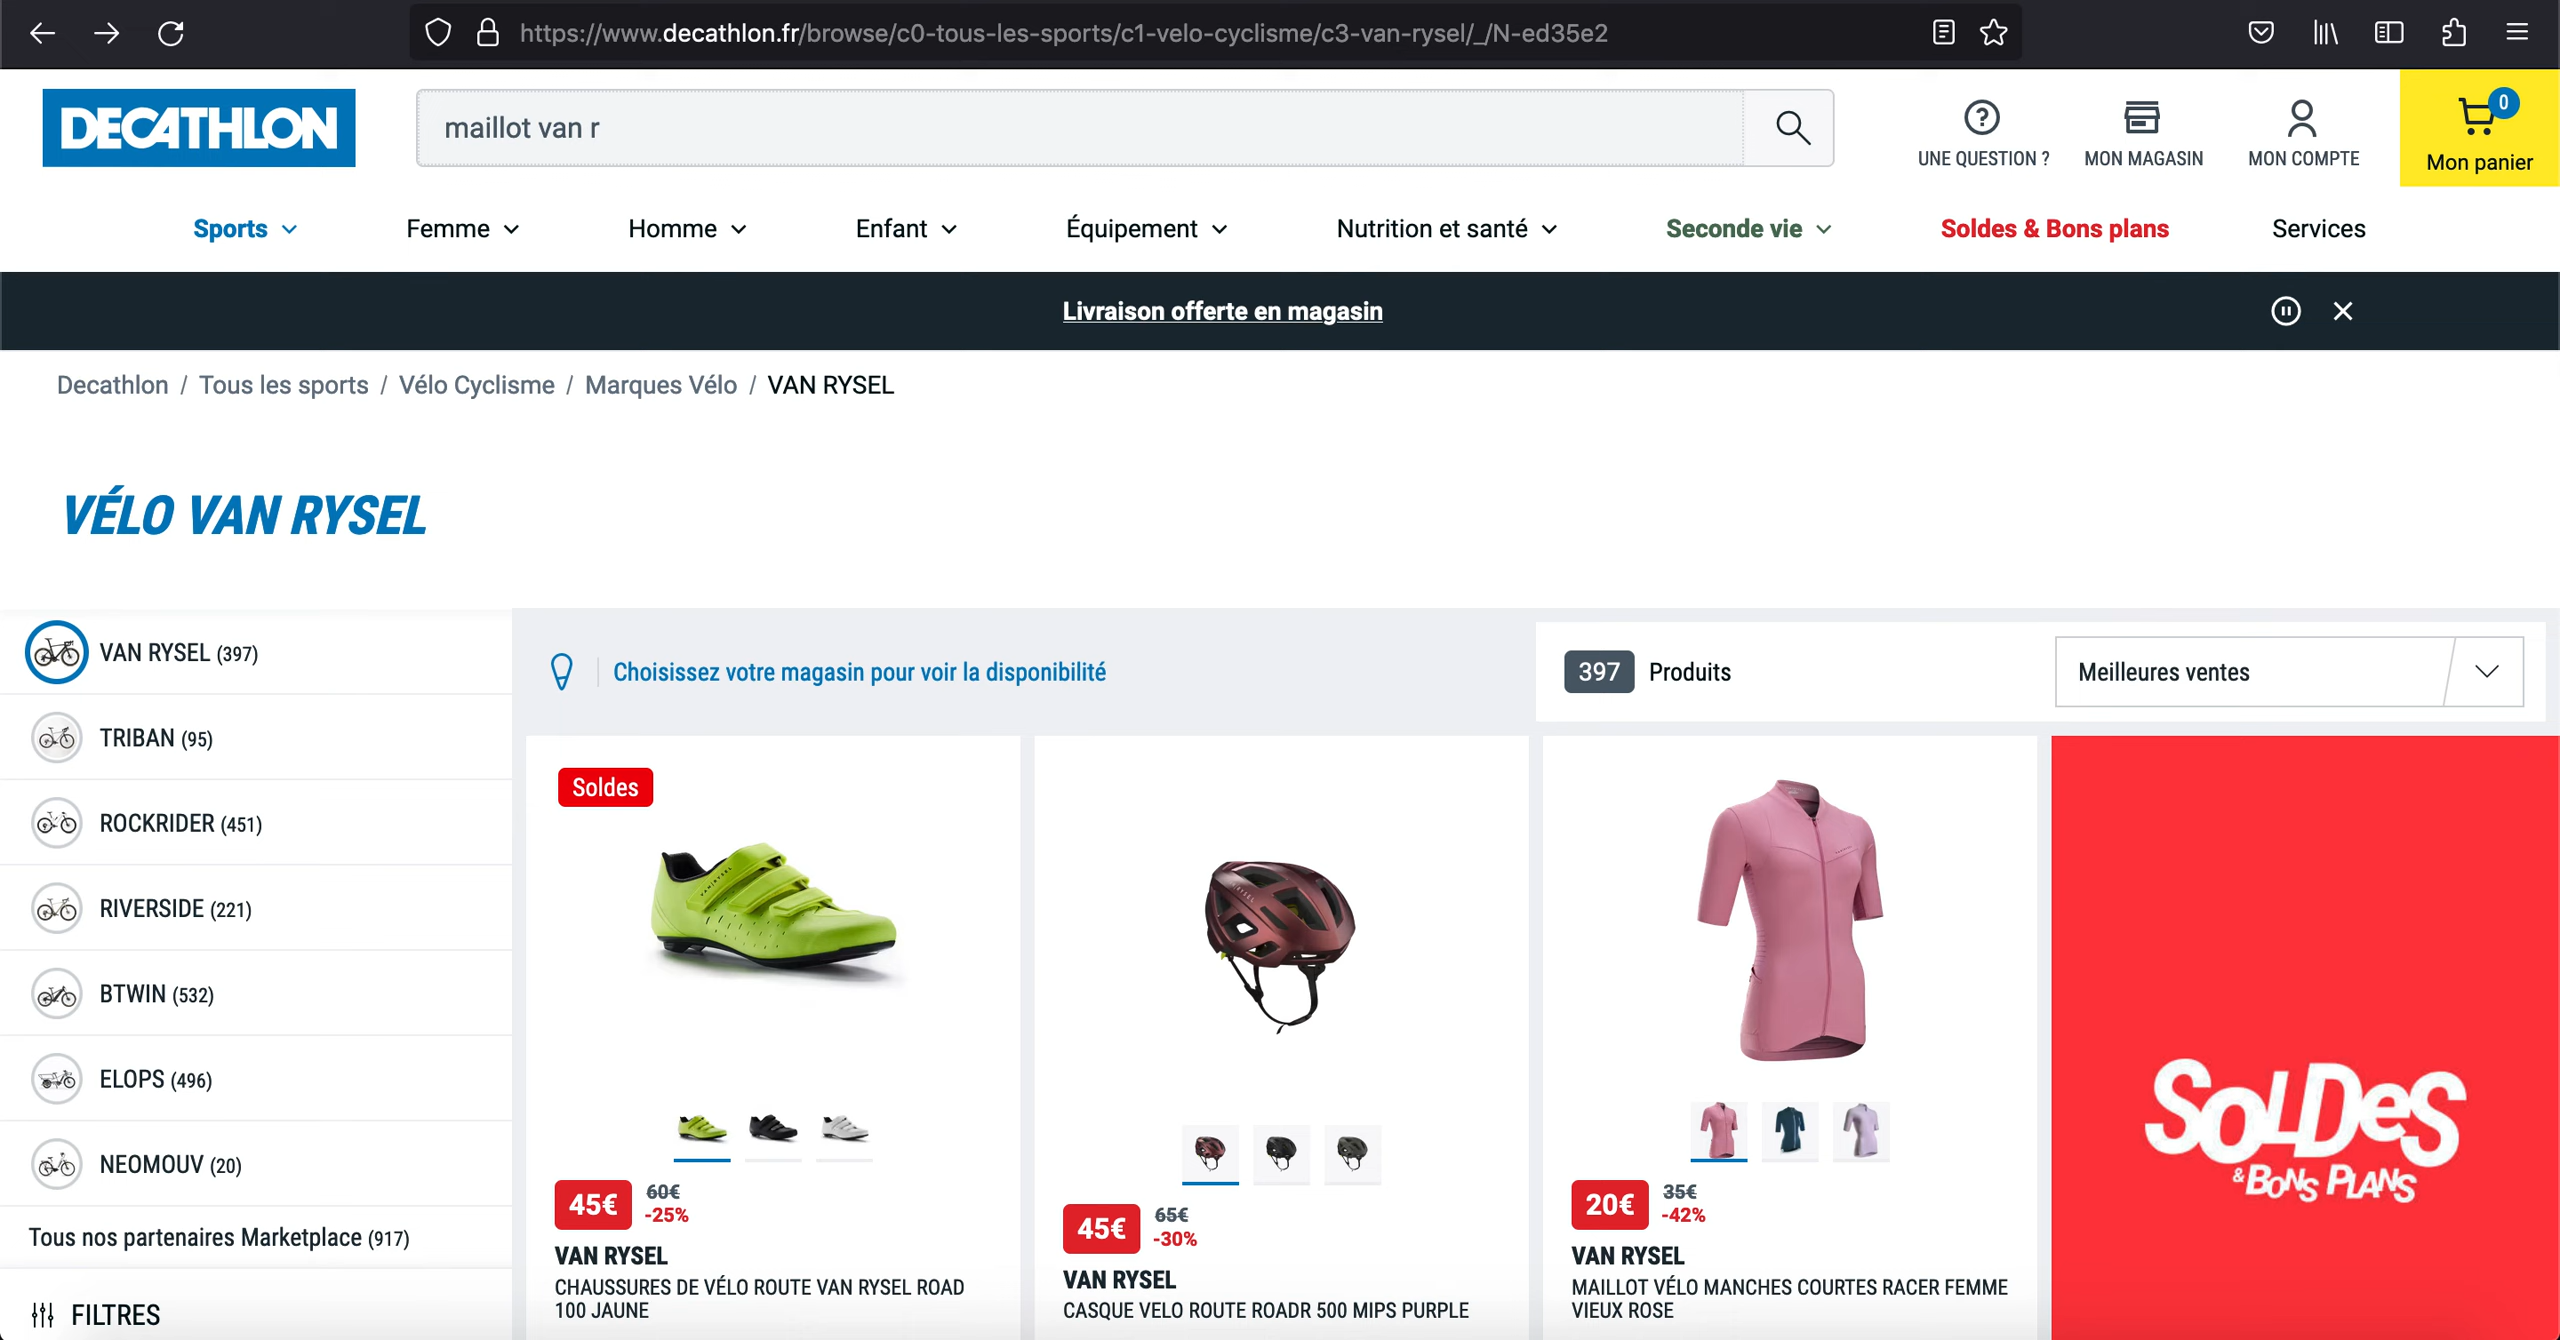 https://www.decathlon.fr/browse/c0-tous-les-sports/c1-velo-cyclisme/c3-van-rysel/_/N-ed35e2
DECATHLON
maillot van r
UNE QUESTION ?
MON MAGASIN
MON COMPTE
0
Mon panier
Sports
Femme
Homme
Enfant
Équipement
Nutrition et santé
Seconde vie
Soldes & Bons plans
Services
Livraison offerte en magasin
Decathlon / Tous les sports / Vélo Cyclisme / Marques Vélo / VAN RYSEL
VÉLO VAN RYSEL
VAN RYSEL (397)
TRIBAN (95)
ROCKRIDER (451)
RIVERSIDE (221)
BTWIN (532)
ELOPS (496)
NEOMOUV (20)
Tous nos partenaires Marketplace (917)
FILTRES
Choisissez votre magasin pour voir la disponibilité
397 Produits
Meilleures ventes
Soldes
45€
60€
-25%
VAN RYSEL
CHAUSSURES DE VÉLO ROUTE VAN RYSEL ROAD
100 JAUNE
45€
65€
-30%
VAN RYSEL
CASQUE VELO ROUTE ROADR 500 MIPS PURPLE
20€
35€
-42%
VAN RYSEL
MAILLOT VÉLO MANCHES COURTES RACER FEMME
VIEUX ROSE
SOLDeS
& BONS PLANS